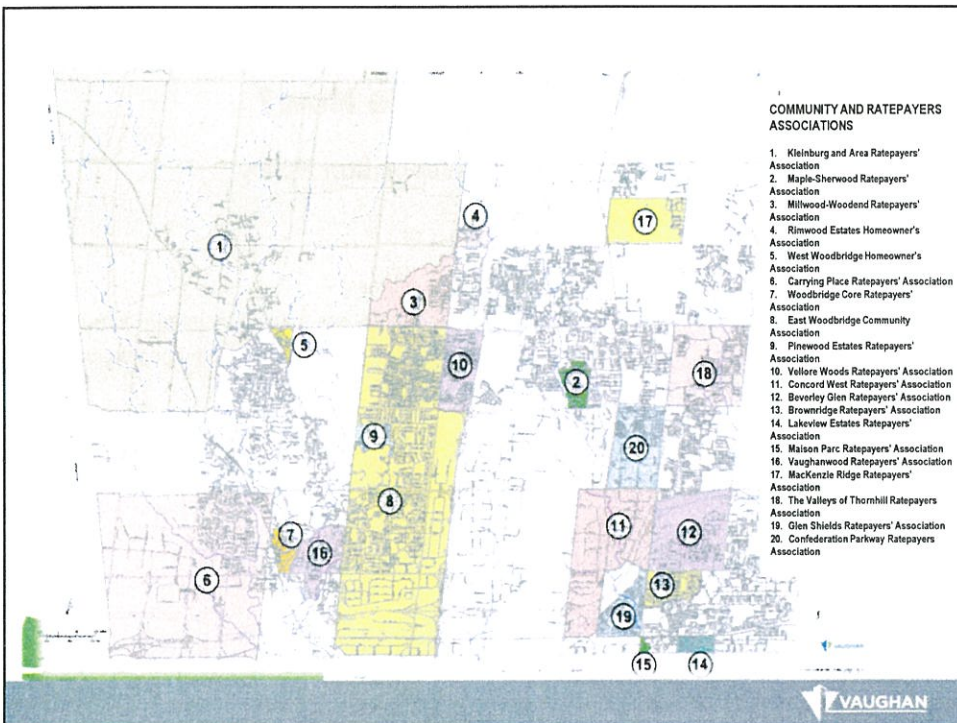 COMMUNITY AND RATEPAYERS
ASSOCIATIONS
1. Kleinburg and Area Ratepayers'
Association
2. Maple-Sherwood Ratepayers'
Association
3. Millwood-Woodend Ratepayers'
Association
4. Rimwood Estates Homeowner's
Association
5. West Woodbridge Homeowner's
Association
6. Carrying Place Ratepayers' Association
7. Woodbridge Core Ratepayers'
Association
8. East Woodbridge Community
Association
9. Pinewood Estates Ratepayers'
Association
10. Vellore Woods Ratepayers' Association
11. Concord West Ratepayers' Association
12. Beverley Glen Ratepayers' Association
13. Brownridge Ratepayers' Association
14. Lakeview Estates Ratepayers'
Association
15. Maison Parc Ratepayers' Association
16. Vaughanwood Ratepayers' Association
17. MacKenzie Ridge Ratepayers'
Association
18. The Valleys of Thornhill Ratepayers
Association
19. Glen Shields Ratepayers' Association
20. Confederation Parkway Ratepayers
Association
4
17
1
3
5
10
2
18
9
20
8
11
12
7
16
6
13
19
15
14
VAUGHAN
VAUGHAN